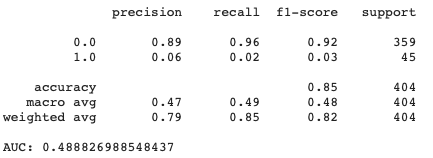 precision recall f1-score support
0.0 0.89 0.96 0.92 359
1.0 0.06 0.02 0.03 45
accuracy 0.85 404
macro avg 0.47 0.49 0.48 404
weighted avg 0.79 0.85 0.82 404
AUC: 0.488826988548437